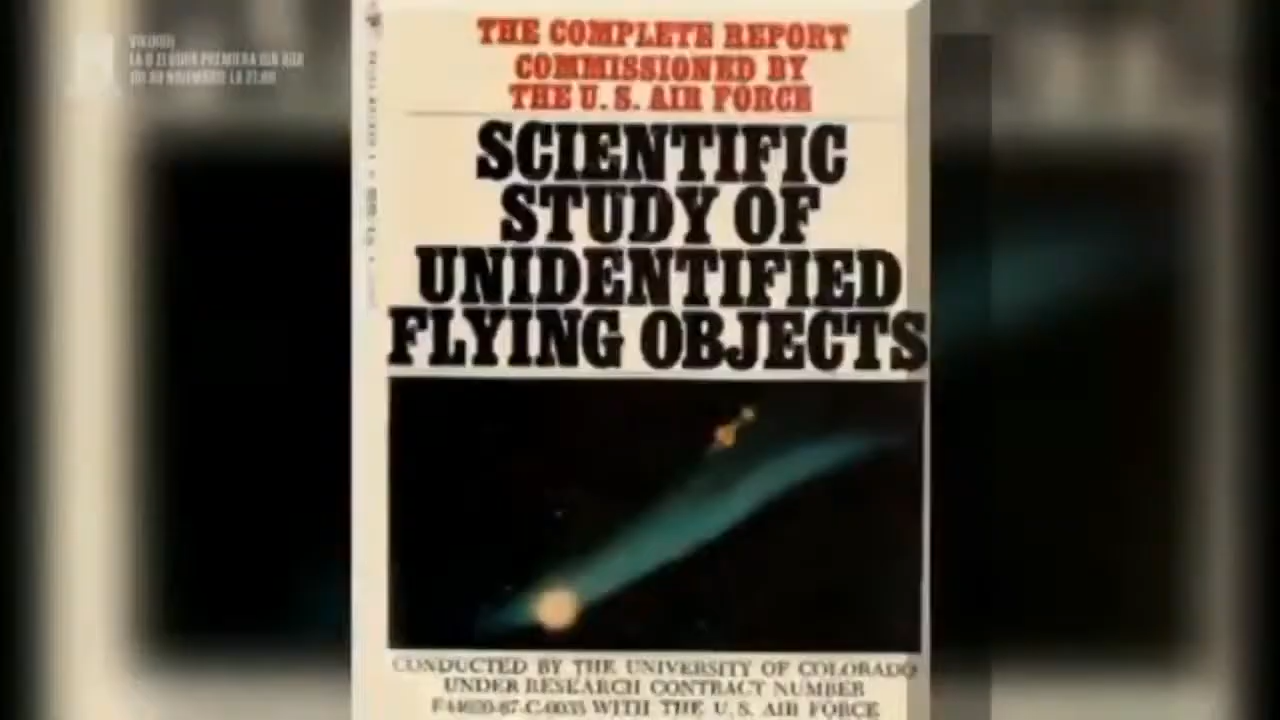 THE COMPLETE REPORT
COMMISSIONED BY
THE U. S. AIR FORCE
SCIENTIFIC
STUDY OF
UNIDENTIFIED
FLYING OBJECTS
CONDUCTED BY THE UNIVERSITY OF COLORADO
UNDER RESEARCH CONTRACT NUMBER
WITH THE U. S. AIR FORCE